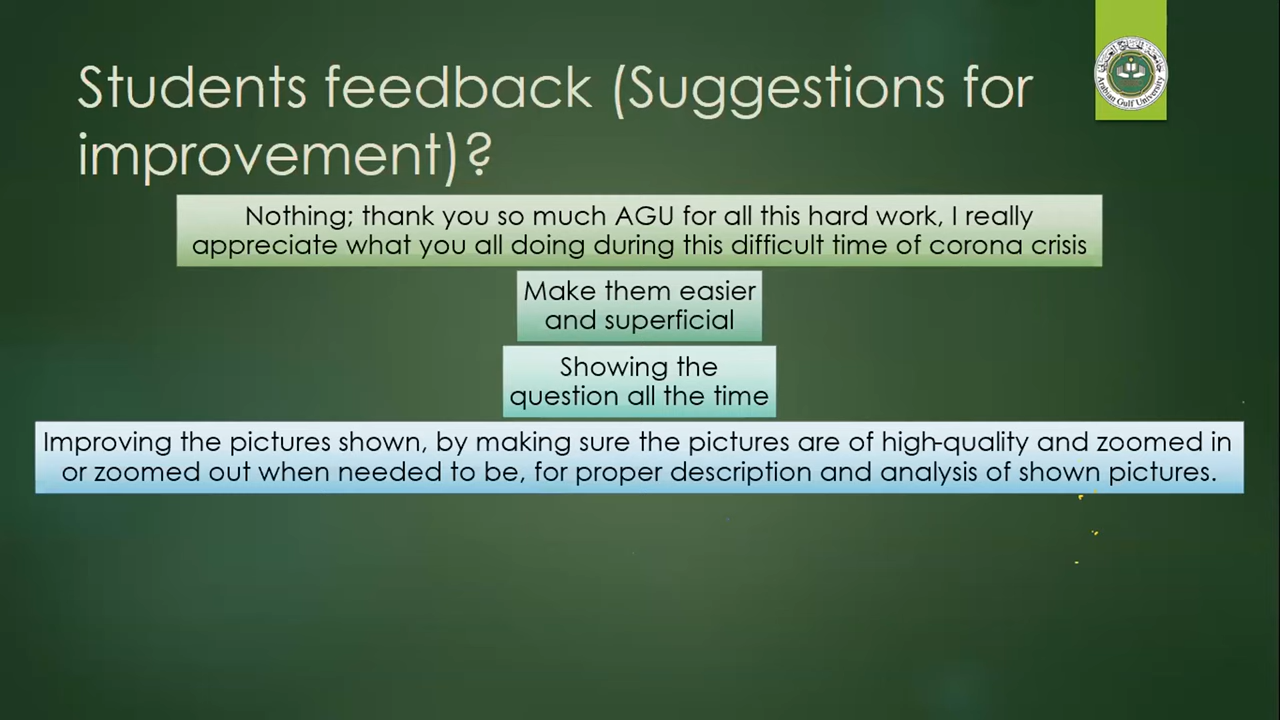 Students feedback (Suggestions for
improvement)?
Arabian Gulf University
Nothing; thank you so much AGU for all this hard work, I really
appreciate what you all doing during this difficult time of corona crisis
Make them easier
and superficial
Showing the
question all the time
Improving the pictures shown, by making sure the pictures are of high-quality and zoomed in
or zoomed out when needed to be, for proper description and analysis of shown pictures.